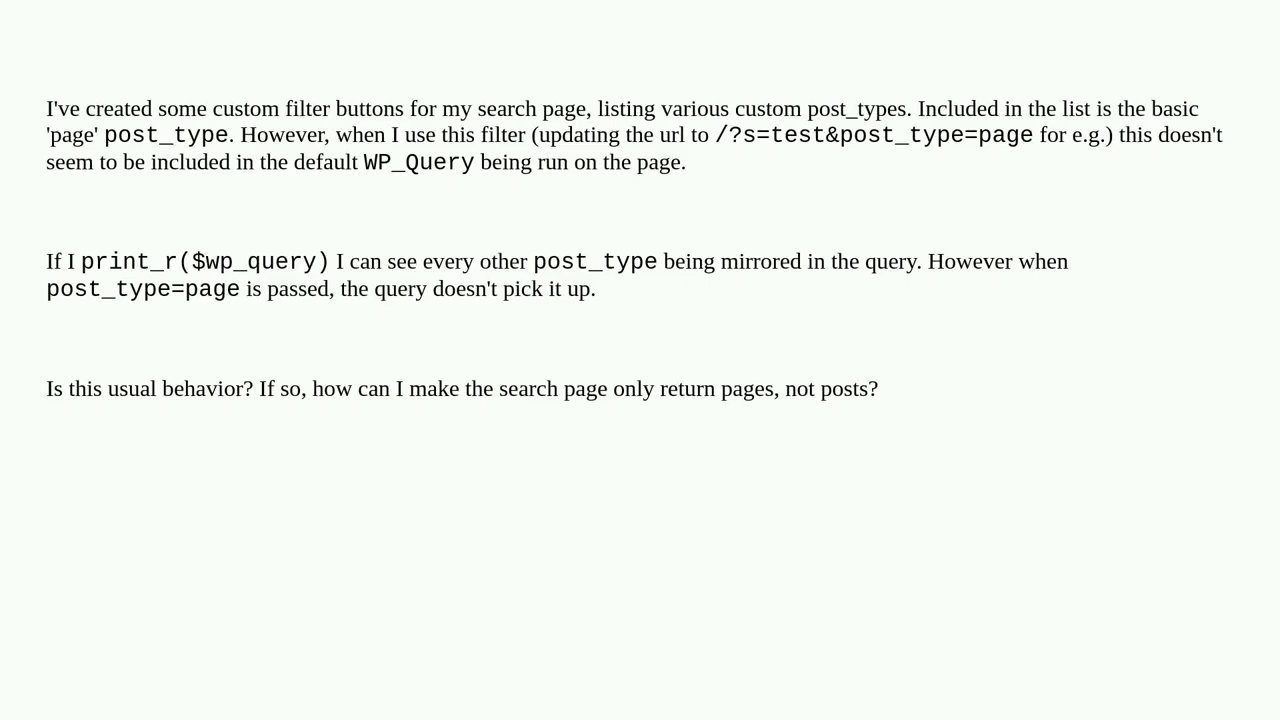 I've created some custom filter buttons for my search page, listing various custom post_types. Included in the list is the basic
'page' post_type. However, when I use this filter (updating the url to /?s=test&post_type=page for e.g.) this doesn't
seem to be included in the default WP_Query being run on the page.
If I print_r($wp_query) I can see every other post_type being mirrored in the query. However when
post_type=page is passed, the query doesn't pick it up.
Is this usual behavior? If so, how can I make the search page only return pages, not posts?